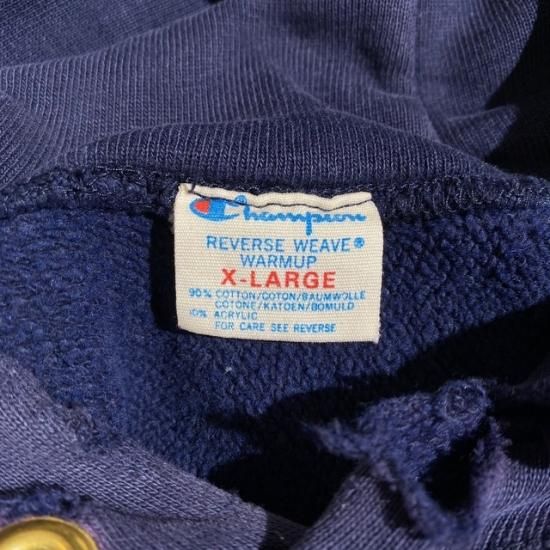 Champion
REVERSE WEAVE®
WARMUP
X-LARGE
90% COTTON/COTON/BAUMWOLLE
COTONE/KATOEN/BOMULD
10% ACRYLIC
FOR CARE SEE REVERSE